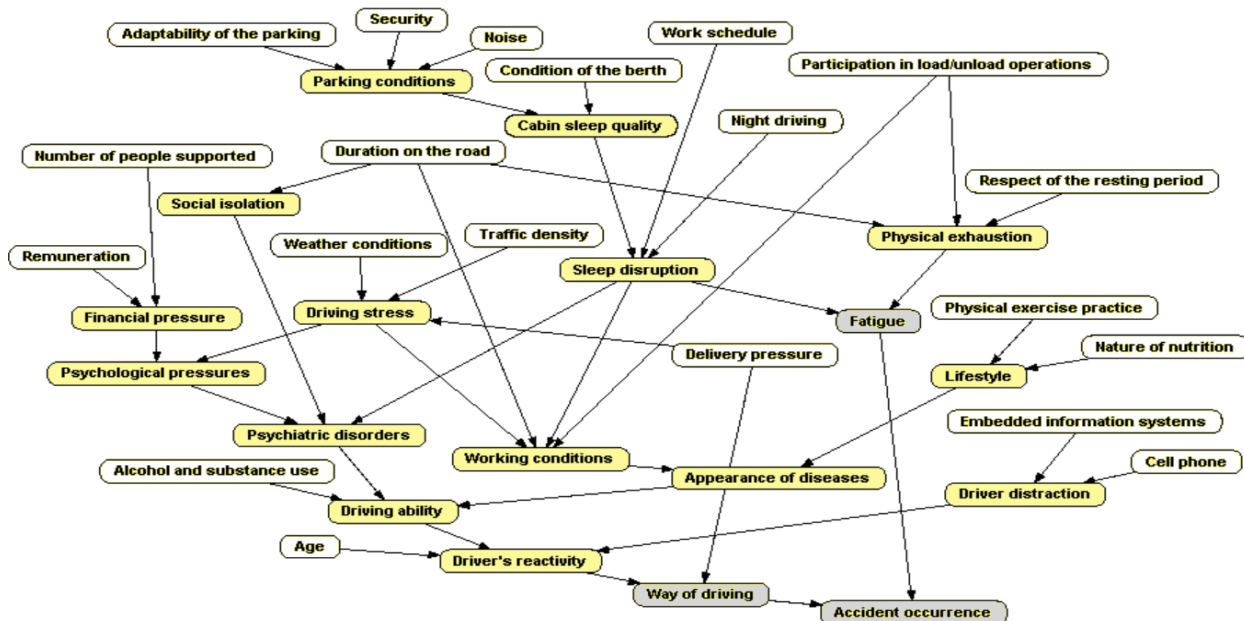 Security
Work schedule
Adaptability of the parking
Noise
Participation in load/unload operations
Condition of the berth
Parking conditions
Cabin sleep quality
Night driving
Number of people supported
Duration on the road
Respect of the resting period
Social isolation
Traffic density
Physical exhaustion
Weather conditions
Remuneration
Sleep disruption
Physical exercise practice
Driving stress
Financial pressure
Fatigue
Nature of nutrition
Delivery pressure
Psychological pressures
Lifestyle
Embedded information systems
Psychiatric disorders
Working conditions
Cell phone
Alcohol and substance use
Appearance of diseases
Driver distraction
Driving ability
Age
Driver's reactivity
Way of driving
Accident occurrence